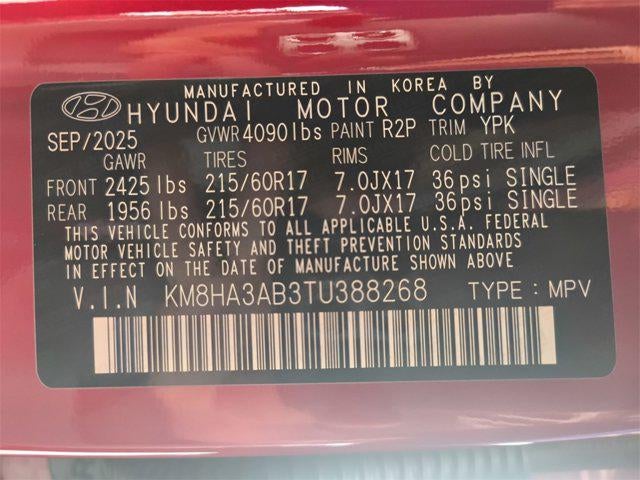 MANUFACTURED IN KOREA BY
HYUNDAI MOTOR COMPANY
SEP/2025 GVWR 4090lbs PAINT R2P TRIM YPK
GAWR TIRES RIMS COLD TIRE INFL
FRONT 2425 lbs 215/60R17 7.0JX17 36psi SINGLE
REAR 1956 lbs 215/60R17 7.0JX17 36psi SINGLE
THIS VEHICLE CONFORMS TO ALL APPLICABLE U.S.A. FEDERAL
MOTOR VEHICLE SAFETY AND THEFT PREVENTION STANDARDS
IN EFFECT ON THE DATE OF MANUFACTURE SHOWN ABOVE
V.I.N KM8HA3AB3TU388268 TYPE : MPV